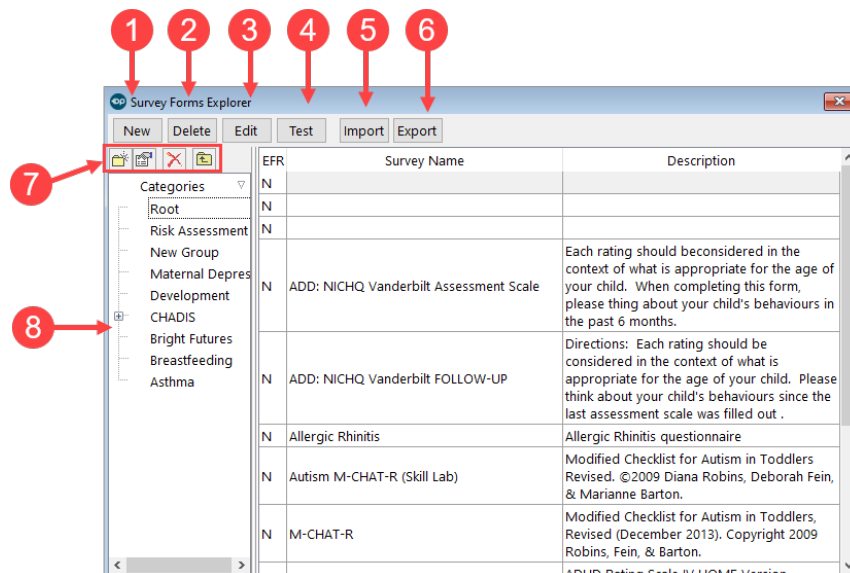 1 2 3 4 5 6
op Survey Forms Explorer
New Delete Edit Test Import Export
7
EFR Survey Name Description
Categories
N
Root
N
Risk Assessment
N
New Group
Maternal Depres
Development
8
CHADIS
Bright Futures
Breastfeeding
Asthma
N ADD: NICHQ Vanderbilt Assessment Scale
Each rating should beconsidered in the
context of what is appropriate for the age of
your child. When completing this form,
please thing about your child's behaviours in
the past 6 months.
N ADD: NICHQ Vanderbilt FOLLOW-UP
Directions: Each rating should be
considered in the context of what is
appropriate for the age of your child. Please
think about your child's behaviours since the
last assessment scale was filled out .
N Allergic Rhinitis Allergic Rhinitis questionnaire
N Autism M-CHAT-R (Skill Lab)
Modified Checklist for Autism in Toddlers
Revised. ©2009 Diana Robins, Deborah Fein,
& Marianne Barton.
N M-CHAT-R
Modified Checklist for Autism in Toddlers,
Revised (December 2013). Copyright 2009
Robins, Fein, & Barton.
ADHD Rating Scale IV HOME Version